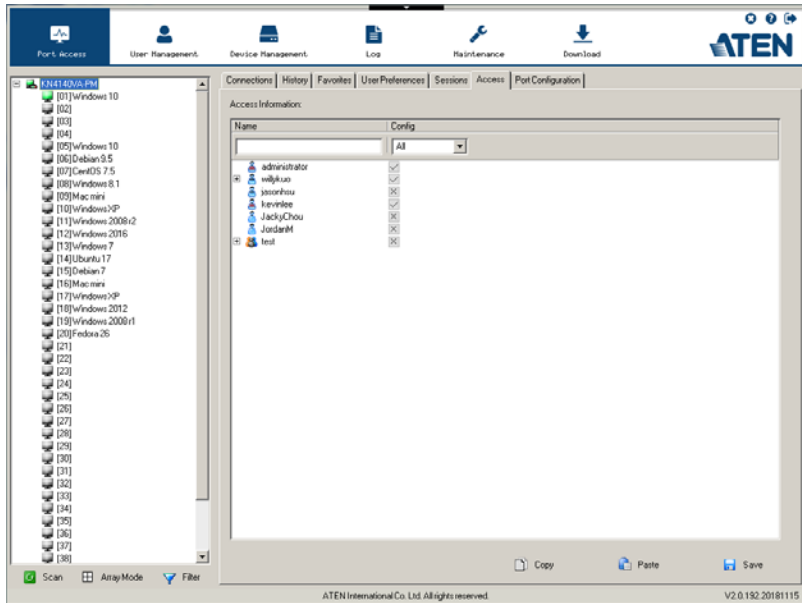 Port Access
User Management
Device Management
Log
Maintenance
Download
ATEN
KN4140VA-PM
[01]Windows 10
[02]
[03]
[04]
[05]Windows 10
[06]Debian 9.5
[07]CentOS 7.5
[08]Windows 8.1
[09]Mac mini
[10]WindowsXP
[11]Windows 2008r2
[12]Windows 2016
[13]Windows 7
[14]Ubuntu 17
[15]Debian 7
[16]Mac mini
[17]WindowsXP
[18]Windows 2012
[19]Windows 2008r1
[20]Fedora 26
[21]
[22]
[23]
[24]
[25]
[26]
[27]
[28]
[29]
[30]
[31]
[32]
[33]
[34]
[35]
[36]
[37]
[38]
Scan
Array Mode
Filter
Connections
History
Favorites
User Preferences
Sessions
Access
Port Configuration
Access Information:
Name
Config
All
administrator
willykuo
jasonhsu
kevinlee
JackyChou
JordanM
test
Copy
Paste
Save
ATEN International Co. Ltd. All rights reserved.
V2.0.192.20181115